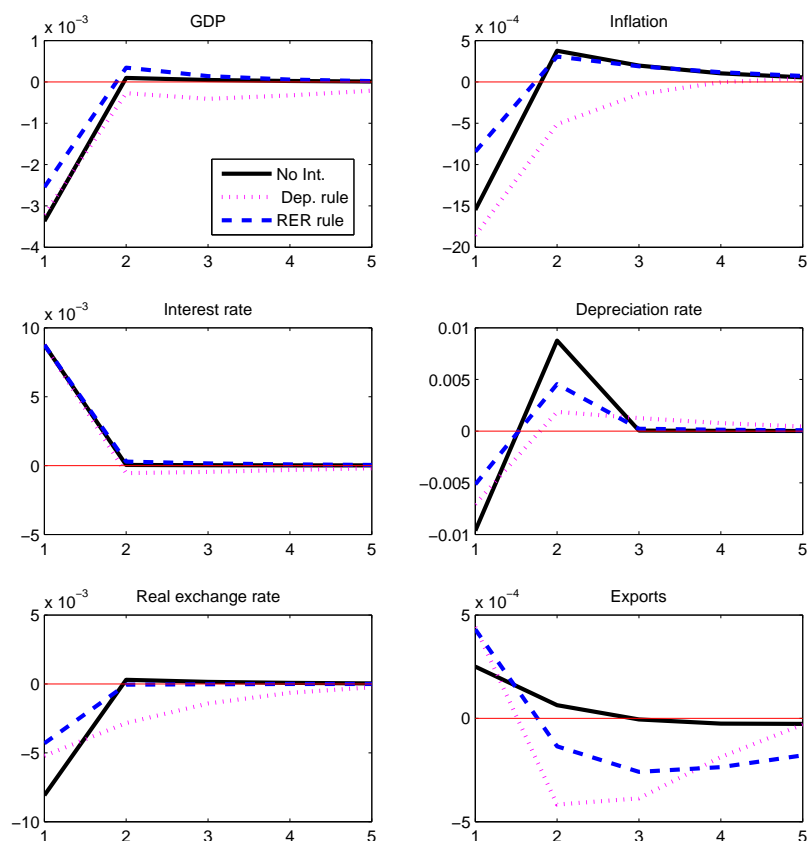 GDP
x 10⁻³
1
0
−1
−2
−3
−4
1 2 3 4 5
No Int.
Dep. rule
RER rule
Inflation
x 10⁻⁴
5
0
−5
−10
−15
−20
1 2 3 4 5
Interest rate
x 10⁻³
10
5
0
−5
1 2 3 4 5
Depreciation rate
0.01
0.005
0
−0.005
−0.01
1 2 3 4 5
Real exchange rate
x 10⁻³
5
0
−5
−10
1 2 3 4 5
Exports
x 10⁻⁴
5
0
−5
1 2 3 4 5